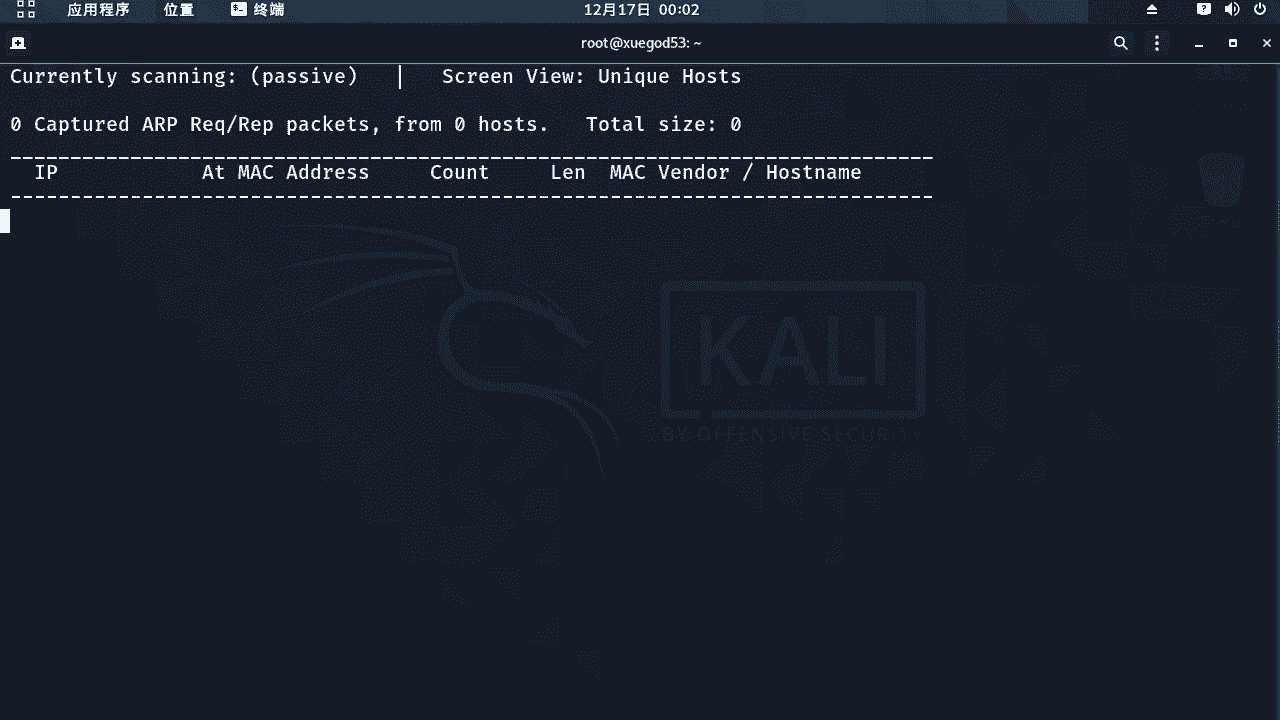 应用程序 位置 终端 12月17日 00:02
root@xuegod53: ~
Currently scanning: (passive) | Screen View: Unique Hosts
0 Captured ARP Req/Rep packets, from 0 hosts. Total size: 0
_____________________________________________________________________________
IP At MAC Address Count Len MAC Vendor / Hostname
-----------------------------------------------------------------------------
KALI
BY OFFENSIVE SECURITY